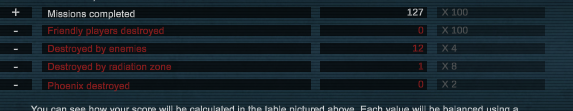 + Missions completed 127 X 100
- Friendly players destroyed 0 X 100
- Destroyed by enemies 12 X 4
- Destroyed by radiation zone 1 X 8
- Phoenix destroyed 0 X 2
You can see how your score will be calculated in the table pictured above. Each value will be balanced using a